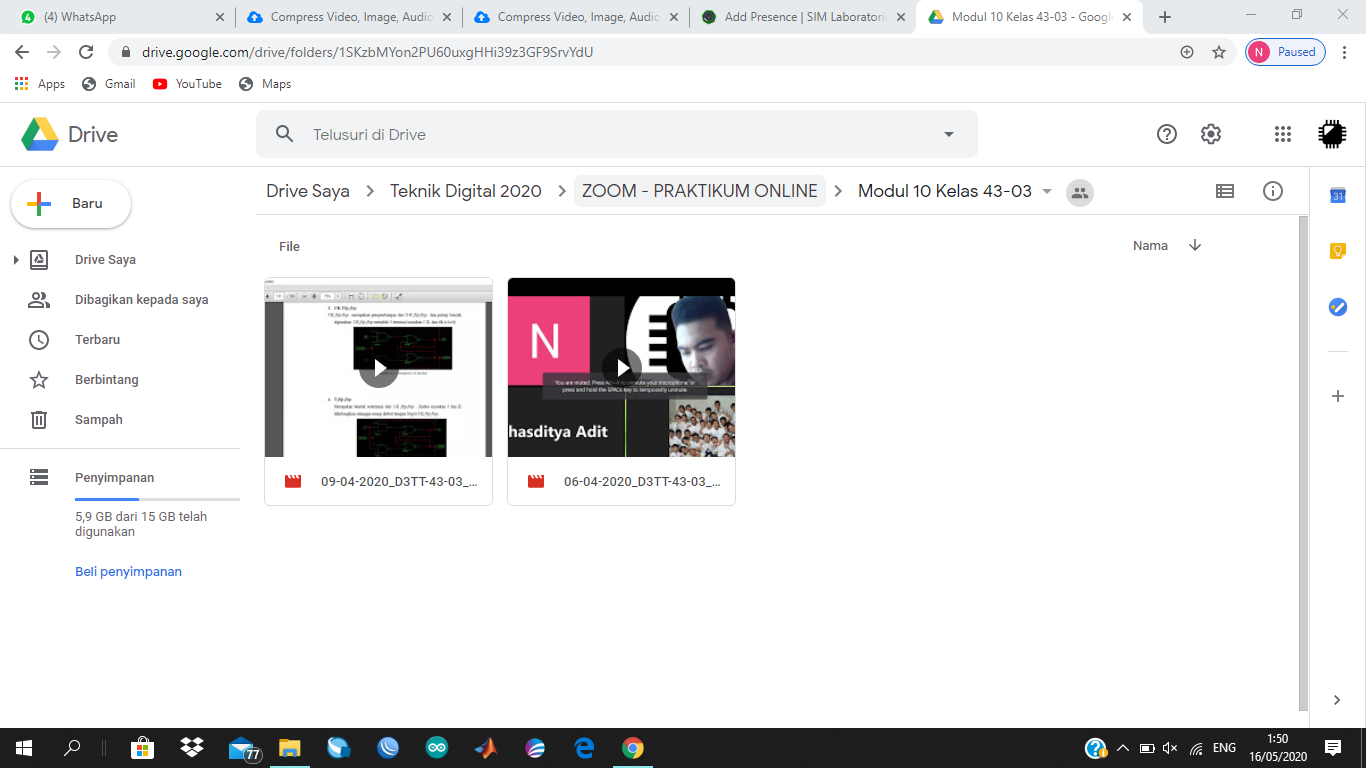 (4) WhatsApp
Compress Video, Image, Audio
Compress Video, Image, Audio
Add Presence | SIM Laboratori
Modul 10 Kelas 43-03 - Google
drive.google.com/drive/folders/1SKzbMYon2PU60uxgHHi39z3GF9SrvYdU
N Paused
Apps Gmail YouTube Maps
Drive
Telusuri di Drive
Baru
Drive Saya
Dibagikan kepada saya
Terbaru
Berbintang
Sampah
Penyimpanan
5,9 GB dari 15 GB telah
digunakan
Beli penyimpanan
Drive Saya > Teknik Digital 2020 > ZOOM - PRAKTIKUM ONLINE > Modul 10 Kelas 43-03
File
Nama
N
You are muted. Press Alt+A to unmute your microphone, or
press and hold the SPACE key to temporarily unmute.
hasditya Adit
09-04-2020_D3TT-43-03_...
06-04-2020_D3TT-43-03_...
31
77
ENG
1:50
16/05/2020